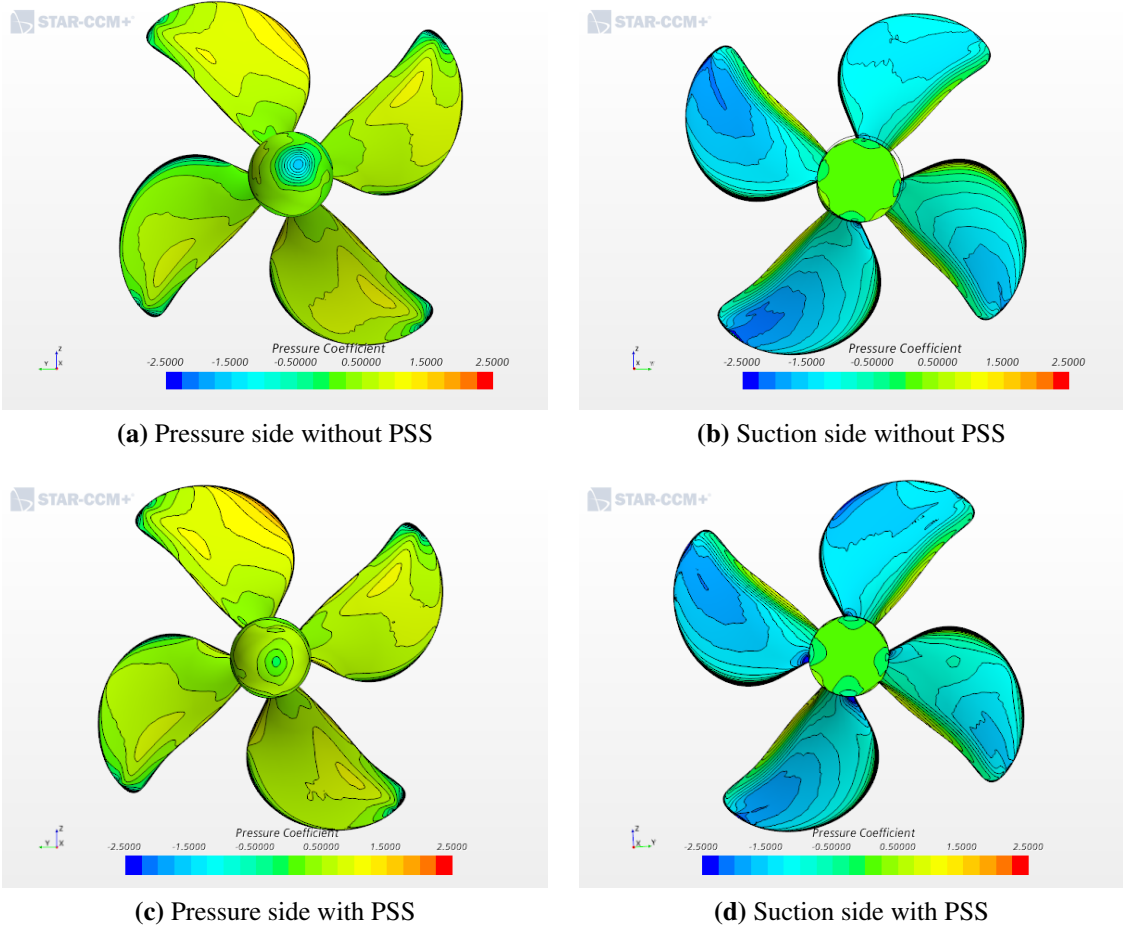 STAR-CCM+
Z
Y
X
Pressure Coefficient
-2.5000 -1.5000 -0.50000 0.50000 1.5000 2.5000
(a) Pressure side without PSS
STAR-CCM+
Z
X
Y
Pressure Coefficient
-2.5000 -1.5000 -0.50000 0.50000 1.5000 2.5000
(b) Suction side without PSS
STAR-CCM+
Z
Y
X
Pressure Coefficient
-2.5000 -1.5000 -0.50000 0.50000 1.5000 2.5000
(c) Pressure side with PSS
STAR-CCM+
Z
X
Y
Pressure Coefficient
-2.5000 -1.5000 -0.50000 0.50000 1.5000 2.5000
(d) Suction side with PSS